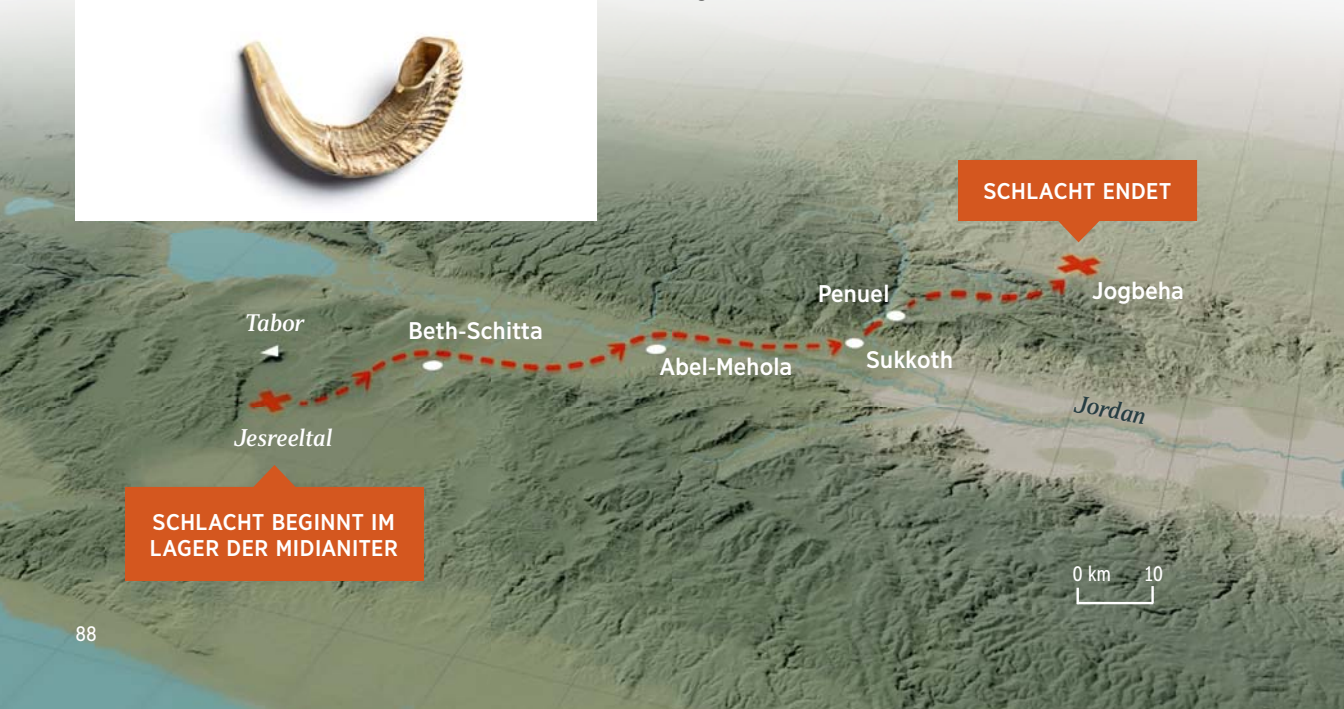 SCHLACHT ENDET
Penuel
Jogbeha
Tabor
Beth-Schitta
Abel-Mehola
Sukkoth
Jordan
Jesreeltal
SCHLACHT BEGINNT IM
LAGER DER MIDIANITER
0 km 10
88